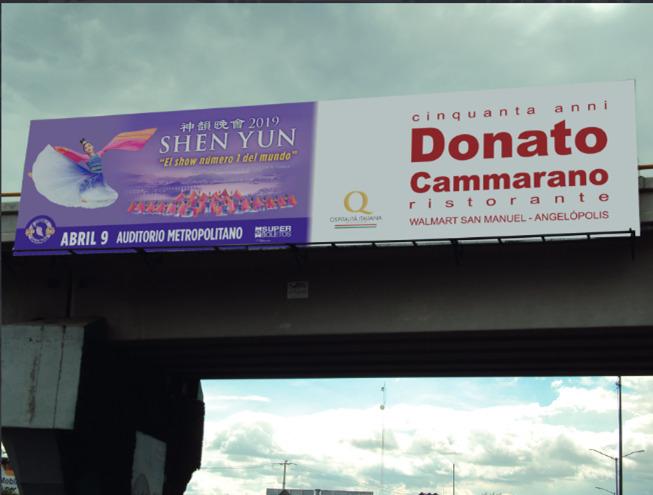 神韻晚會 2019
SHEN YUN
"El show número 1 del mundo"
ABRIL 9 AUDITORIO METROPOLITANO
SUPER
BOLETOS
Q
OSPITALITÀ ITALIANA
cinquanta anni
Donato
Cammarano
ristorante
WALMART SAN MANUEL - ANGELÓPOLIS